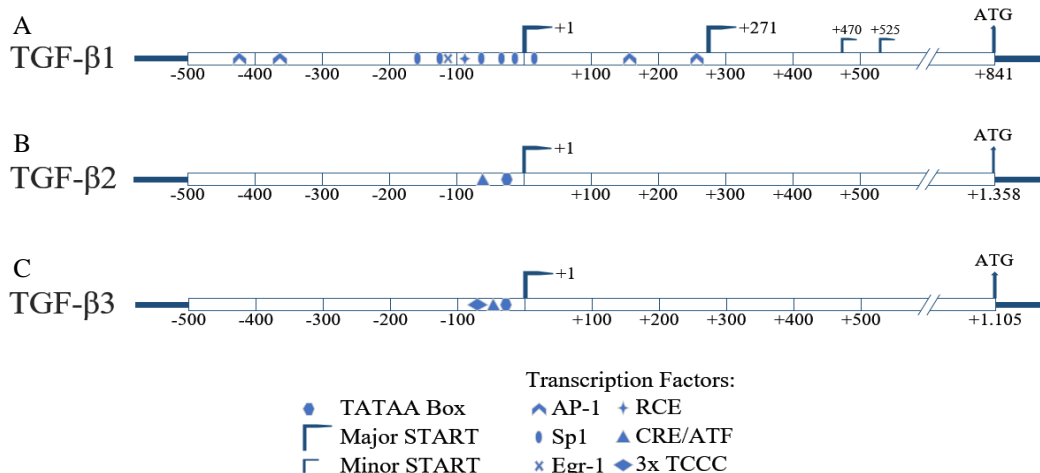 A
TGF-β1
+1 +271 +470 +525 ATG
-500 -400 -300 -200 -100 +100 +200 +300 +400 +500 +841
B
TGF-β2
+1 ATG
-500 -400 -300 -200 -100 +100 +200 +300 +400 +500 +1.358
C
TGF-β3
+1 ATG
-500 -400 -300 -200 -100 +100 +200 +300 +400 +500 +1.105
Transcription Factors:
TATAA Box AP-1 RCE
Major START Sp1 CRE/ATF
Minor START Egr-1 3x TCCC